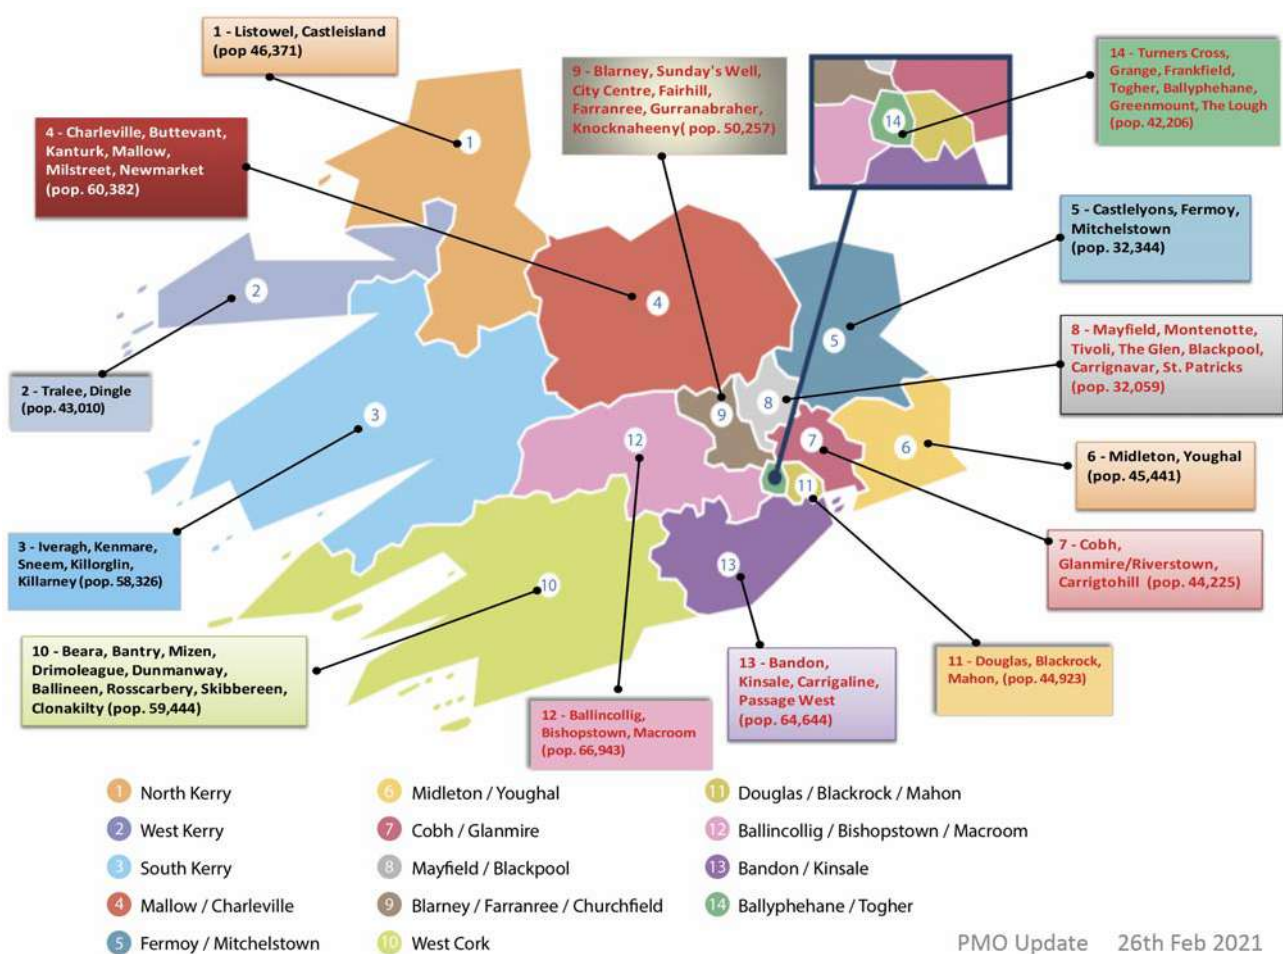 1 - Listowel, Castleisland
(pop 46,371)
9 - Blarney, Sunday's Well,
City Centre, Fairhill,
Farranree, Gurranabraher,
Knocknaheeny( pop. 50,257)
14 - Turners Cross,
Grange, Frankfield,
Togher, Ballyphehane,
Greenmount, The Lough
(pop. 42,206)
4 - Charleville, Buttevant,
Kanturk, Mallow,
Milstreet, Newmarket
(pop. 60,382)
5 - Castlelyons, Fermoy,
Mitchelstown
(pop. 32,344)
8 - Mayfield, Montenotte,
Tivoli, The Glen, Blackpool,
Carrignavar, St. Patricks
(pop. 32,059)
2 - Tralee, Dingle
(pop. 43,010)
6 - Midleton, Youghal
(pop. 45,441)
3 - Iveragh, Kenmare,
Sneem, Killorglin,
Killarney (pop. 58,326)
7 - Cobh,
Glanmire/Riverstown,
Carrigtohill (pop. 44,225)
10 - Beara, Bantry, Mizen,
Drimoleague, Dunmanway,
Ballineen, Rosscarbery, Skibbereen,
Clonakilty (pop. 59,444)
12 - Ballincollig,
Bishopstown, Macroom
(pop. 66,943)
13 - Bandon,
Kinsale, Carrigaline,
Passage West
(pop. 64,644)
11 - Douglas, Blackrock,
Mahon, (pop. 44,923)
1
14
2
4
5
3
12
9
8
7
6
11
10
13
1 North Kerry
2 West Kerry
3 South Kerry
4 Mallow / Charleville
5 Fermoy / Mitchelstown
6 Midleton / Youghal
7 Cobh / Glanmire
8 Mayfield / Blackpool
9 Blarney / Farranree / Churchfield
10 West Cork
11 Douglas / Blackrock / Mahon
12 Ballincollig / Bishopstown / Macroom
13 Bandon / Kinsale
14 Ballyphehane / Togher
PMO Update 26th Feb 2021